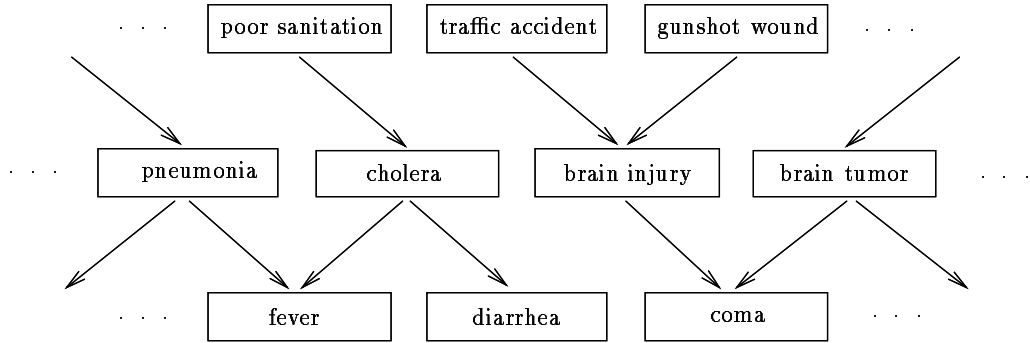 . . . poor sanitation traffic accident gunshot wound . . .
. . . pneumonia cholera brain injury brain tumor . . .
. . . fever diarrhea coma . . .